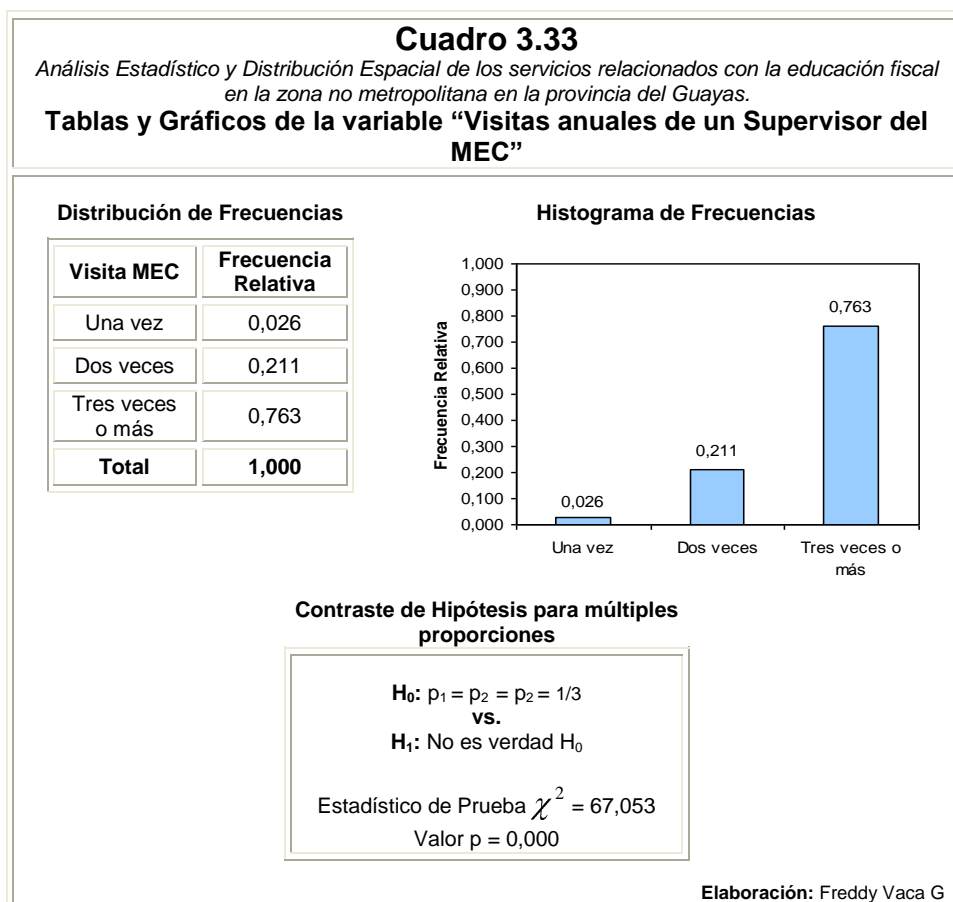 Cuadro 3.33
Análisis Estadístico y Distribución Espacial de los servicios relacionados con la educación fiscal
en la zona no metropolitana en la provincia del Guayas.
Tablas y Gráficos de la variable “Visitas anuales de un Supervisor del
MEC”
Distribución de Frecuencias
Visita MEC Frecuencia
Relativa
Una vez 0,026
Dos veces 0,211
Tres veces
o más 0,763
Total 1,000
Histograma de Frecuencias
Frecuencia Relativa
1,000
0,900
0,800
0,700
0,600
0,500
0,400
0,300
0,200
0,100
0,000
0,026
0,211
0,763
Una vez Dos veces Tres veces o
más
Contraste de Hipótesis para múltiples
proporciones
H₀: p₁ = p₂ = p₂ = 1/3
vs.
H₁: No es verdad H₀
Estadístico de Prueba χ² = 67,053
Valor p = 0,000
Elaboración: Freddy Vaca G